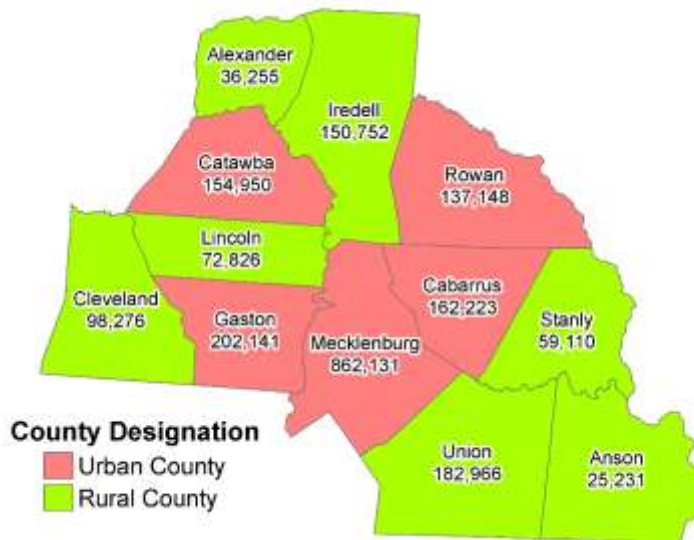 Alexander
36,255
Iredell
150,752
Catawba
154,950
Rowan
137,148
Lincoln
72,826
Cleveland
98,276
Gaston
202,141
Mecklenburg
862,131
Cabarrus
162,223
Stanly
59,110
Union
182,966
Anson
25,231
County Designation
Urban County
Rural County